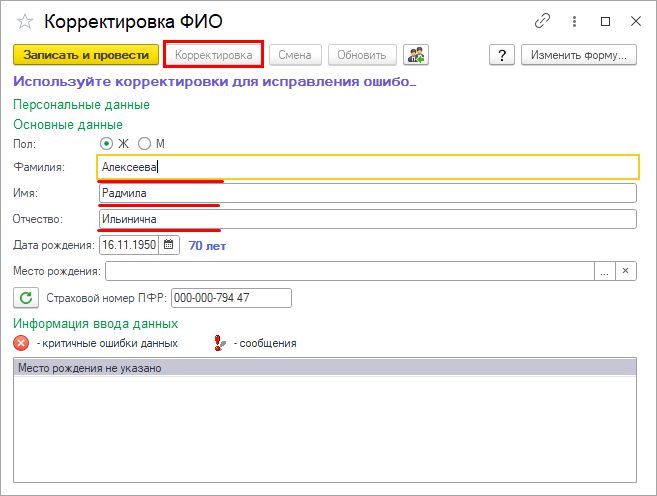 Корректировка ФИО
Записать и провести Корректировка Смена Обновить ? Изменить форму...
Используйте корректировки для исправления ошибо...
Персональные данные
Основные данные
Пол: Ж М
Фамилия: Алексеева
Имя: Радмила
Отчество: Ильинична
Дата рождения: 16.11.1950 70 лет
Место рождения: ... ×
Страховой номер ПФР: 000-000-794 47
Информация ввода данных
- критичные ошибки данных - сообщения
Место рождения не указано